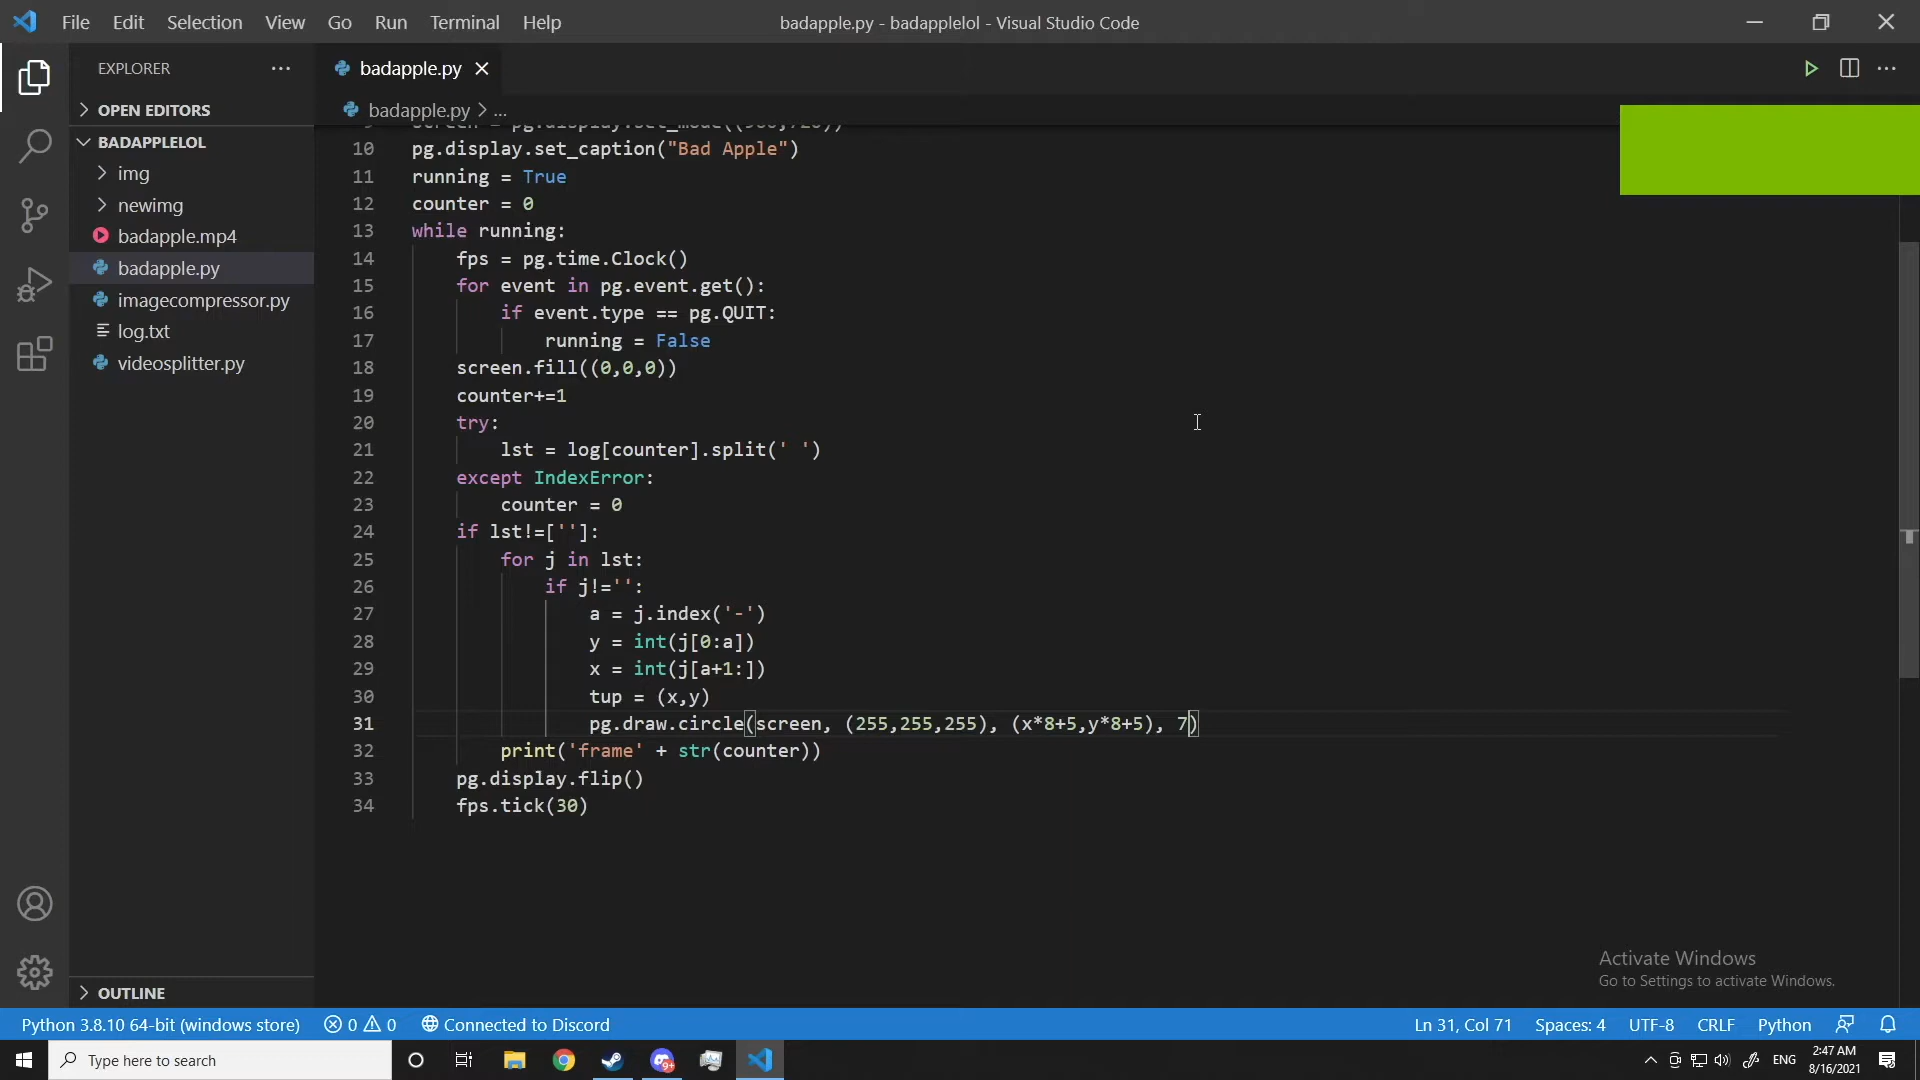 File Edit Selection View Go Run Terminal Help
badapple.py - badapplelol - Visual Studio Code
EXPLORER
OPEN EDITORS
BADAPPLELOL
img
newimg
badapple.mp4
badapple.py
imagecompressor.py
log.txt
videosplitter.py
OUTLINE
badapple.py
badapple.py > ...
10 pg.display.set_caption("Bad Apple")
11 running = True
12 counter = 0
13 while running:
14 fps = pg.time.Clock()
15 for event in pg.event.get():
16 if event.type == pg.QUIT:
17 running = False
18 screen.fill((0,0,0))
19 counter+=1
20 try:
21 lst = log[counter].split(' ')
22 except IndexError:
23 counter = 0
24 if lst!=['']:
25 for j in lst:
26 if j!='':
27 a = j.index('-')
28 y = int(j[0:a])
29 x = int(j[a+1:])
30 tup = (x,y)
31 pg.draw.circle(screen, (255,255,255), (x*8+5,y*8+5), 7)
32 print('frame' + str(counter))
33 pg.display.flip()
34 fps.tick(30)
Activate Windows
Go to Settings to activate Windows.
Python 3.8.10 64-bit (windows store) 0 0 Connected to Discord
Ln 31, Col 71 Spaces: 4 UTF-8 CRLF Python
Type here to search
9+
ENG
2:47 AM
8/16/2021